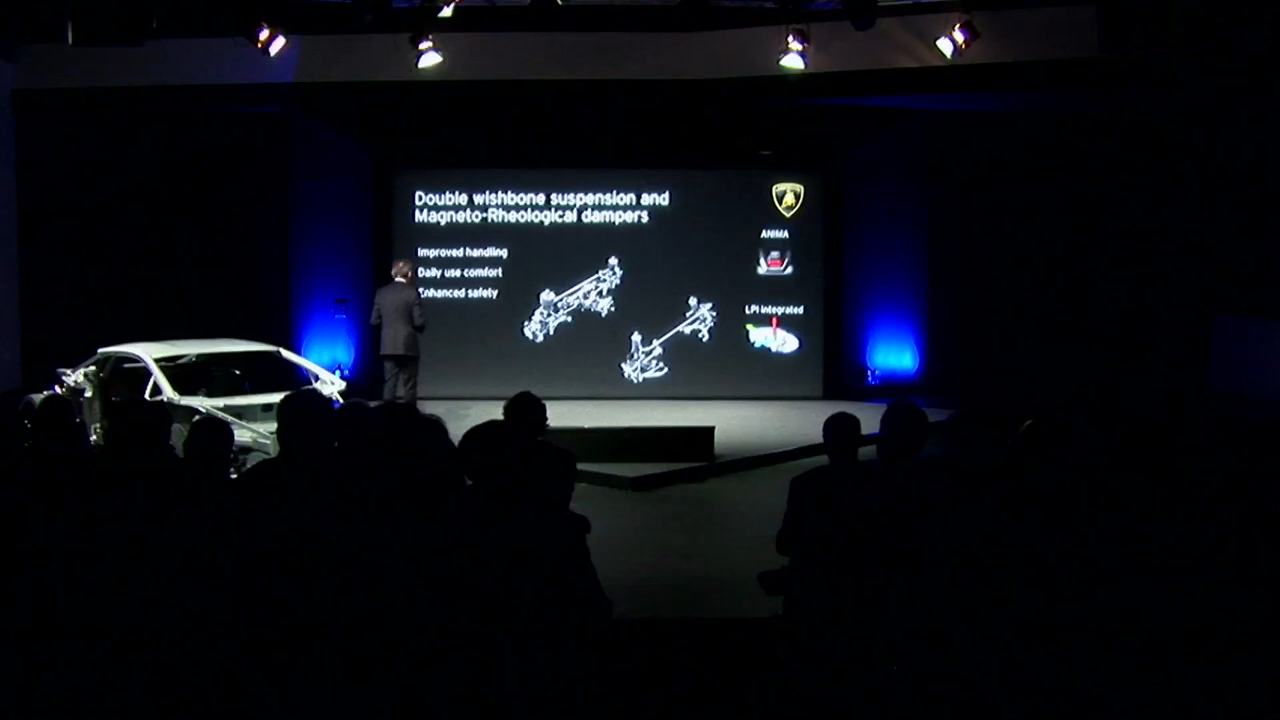 Double wishbone suspension and
Magneto-Rheological dampers
Improved handling
Daily use comfort
Enhanced safety
ANIMA
LPI integrated